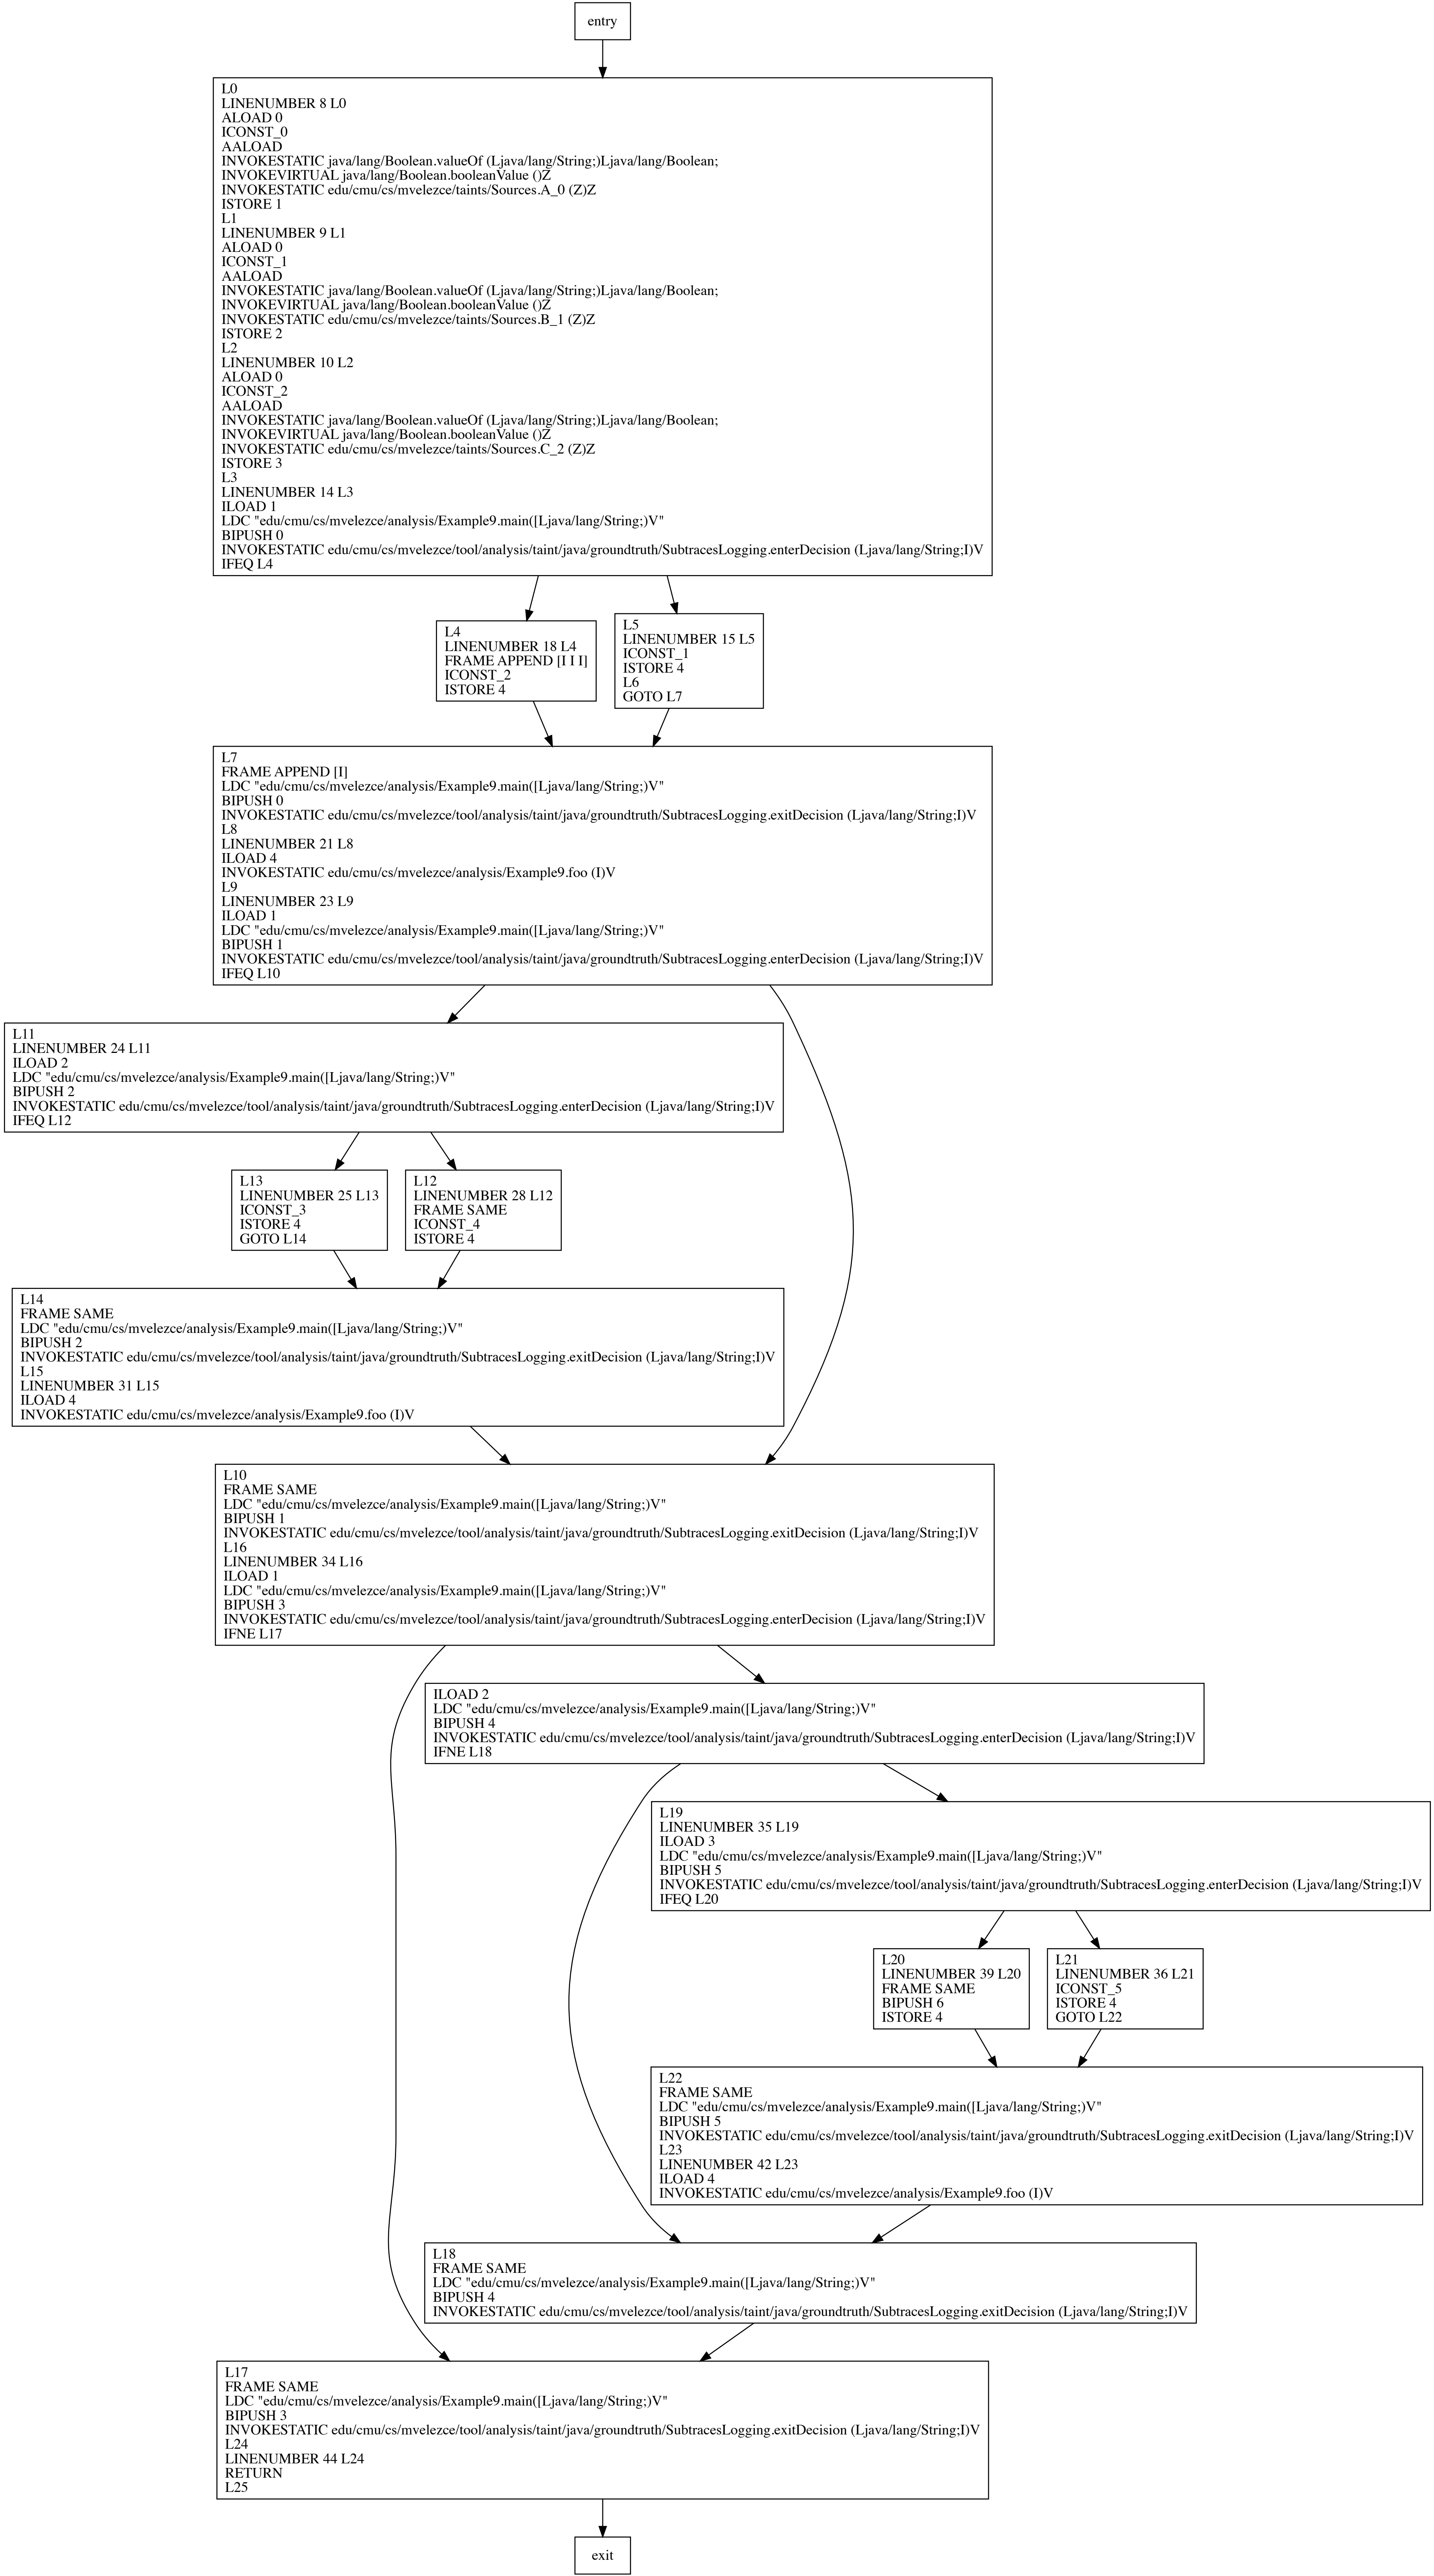 entry
L0
LINENUMBER 8 L0
ALOAD 0
ICONST_0
AALOAD
INVOKESTATIC java/lang/Boolean.valueOf (Ljava/lang/String;)Ljava/lang/Boolean;
INVOKEVIRTUAL java/lang/Boolean.booleanValue ()Z
INVOKESTATIC edu/cmu/cs/mvelezce/taints/Sources.A_0 (Z)Z
ISTORE 1
L1
LINENUMBER 9 L1
ALOAD 0
ICONST_1
AALOAD
INVOKESTATIC java/lang/Boolean.valueOf (Ljava/lang/String;)Ljava/lang/Boolean;
INVOKEVIRTUAL java/lang/Boolean.booleanValue ()Z
INVOKESTATIC edu/cmu/cs/mvelezce/taints/Sources.B_1 (Z)Z
ISTORE 2
L2
LINENUMBER 10 L2
ALOAD 0
ICONST_2
AALOAD
INVOKESTATIC java/lang/Boolean.valueOf (Ljava/lang/String;)Ljava/lang/Boolean;
INVOKEVIRTUAL java/lang/Boolean.booleanValue ()Z
INVOKESTATIC edu/cmu/cs/mvelezce/taints/Sources.C_2 (Z)Z
ISTORE 3
L3
LINENUMBER 14 L3
ILOAD 1
LDC "edu/cmu/cs/mvelezce/analysis/Example9.main([Ljava/lang/String;)V"
BIPUSH 0
INVOKESTATIC edu/cmu/cs/mvelezce/tool/analysis/taint/java/groundtruth/SubtracesLogging.enterDecision (Ljava/lang/String;I)V
IFEQ L4
L4
LINENUMBER 18 L4
FRAME APPEND [I I I]
ICONST_2
ISTORE 4
L5
LINENUMBER 15 L5
ICONST_1
ISTORE 4
L6
GOTO L7
L7
FRAME APPEND [I]
LDC "edu/cmu/cs/mvelezce/analysis/Example9.main([Ljava/lang/String;)V"
BIPUSH 0
INVOKESTATIC edu/cmu/cs/mvelezce/tool/analysis/taint/java/groundtruth/SubtracesLogging.exitDecision (Ljava/lang/String;I)V
L8
LINENUMBER 21 L8
ILOAD 4
INVOKESTATIC edu/cmu/cs/mvelezce/analysis/Example9.foo (I)V
L9
LINENUMBER 23 L9
ILOAD 1
LDC "edu/cmu/cs/mvelezce/analysis/Example9.main([Ljava/lang/String;)V"
BIPUSH 1
INVOKESTATIC edu/cmu/cs/mvelezce/tool/analysis/taint/java/groundtruth/SubtracesLogging.enterDecision (Ljava/lang/String;I)V
IFEQ L10
L11
LINENUMBER 24 L11
ILOAD 2
LDC "edu/cmu/cs/mvelezce/analysis/Example9.main([Ljava/lang/String;)V"
BIPUSH 2
INVOKESTATIC edu/cmu/cs/mvelezce/tool/analysis/taint/java/groundtruth/SubtracesLogging.enterDecision (Ljava/lang/String;I)V
IFEQ L12
L13
LINENUMBER 25 L13
ICONST_3
ISTORE 4
GOTO L14
L12
LINENUMBER 28 L12
FRAME SAME
ICONST_4
ISTORE 4
L14
FRAME SAME
LDC "edu/cmu/cs/mvelezce/analysis/Example9.main([Ljava/lang/String;)V"
BIPUSH 2
INVOKESTATIC edu/cmu/cs/mvelezce/tool/analysis/taint/java/groundtruth/SubtracesLogging.exitDecision (Ljava/lang/String;I)V
L15
LINENUMBER 31 L15
ILOAD 4
INVOKESTATIC edu/cmu/cs/mvelezce/analysis/Example9.foo (I)V
L10
FRAME SAME
LDC "edu/cmu/cs/mvelezce/analysis/Example9.main([Ljava/lang/String;)V"
BIPUSH 1
INVOKESTATIC edu/cmu/cs/mvelezce/tool/analysis/taint/java/groundtruth/SubtracesLogging.exitDecision (Ljava/lang/String;I)V
L16
LINENUMBER 34 L16
ILOAD 1
LDC "edu/cmu/cs/mvelezce/analysis/Example9.main([Ljava/lang/String;)V"
BIPUSH 3
INVOKESTATIC edu/cmu/cs/mvelezce/tool/analysis/taint/java/groundtruth/SubtracesLogging.enterDecision (Ljava/lang/String;I)V
IFNE L17
ILOAD 2
LDC "edu/cmu/cs/mvelezce/analysis/Example9.main([Ljava/lang/String;)V"
BIPUSH 4
INVOKESTATIC edu/cmu/cs/mvelezce/tool/analysis/taint/java/groundtruth/SubtracesLogging.enterDecision (Ljava/lang/String;I)V
IFNE L18
L19
LINENUMBER 35 L19
ILOAD 3
LDC "edu/cmu/cs/mvelezce/analysis/Example9.main([Ljava/lang/String;)V"
BIPUSH 5
INVOKESTATIC edu/cmu/cs/mvelezce/tool/analysis/taint/java/groundtruth/SubtracesLogging.enterDecision (Ljava/lang/String;I)V
IFEQ L20
L20
LINENUMBER 39 L20
FRAME SAME
BIPUSH 6
ISTORE 4
L21
LINENUMBER 36 L21
ICONST_5
ISTORE 4
GOTO L22
L22
FRAME SAME
LDC "edu/cmu/cs/mvelezce/analysis/Example9.main([Ljava/lang/String;)V"
BIPUSH 5
INVOKESTATIC edu/cmu/cs/mvelezce/tool/analysis/taint/java/groundtruth/SubtracesLogging.exitDecision (Ljava/lang/String;I)V
L23
LINENUMBER 42 L23
ILOAD 4
INVOKESTATIC edu/cmu/cs/mvelezce/analysis/Example9.foo (I)V
L18
FRAME SAME
LDC "edu/cmu/cs/mvelezce/analysis/Example9.main([Ljava/lang/String;)V"
BIPUSH 4
INVOKESTATIC edu/cmu/cs/mvelezce/tool/analysis/taint/java/groundtruth/SubtracesLogging.exitDecision (Ljava/lang/String;I)V
L17
FRAME SAME
LDC "edu/cmu/cs/mvelezce/analysis/Example9.main([Ljava/lang/String;)V"
BIPUSH 3
INVOKESTATIC edu/cmu/cs/mvelezce/tool/analysis/taint/java/groundtruth/SubtracesLogging.exitDecision (Ljava/lang/String;I)V
L24
LINENUMBER 44 L24
RETURN
L25
exit